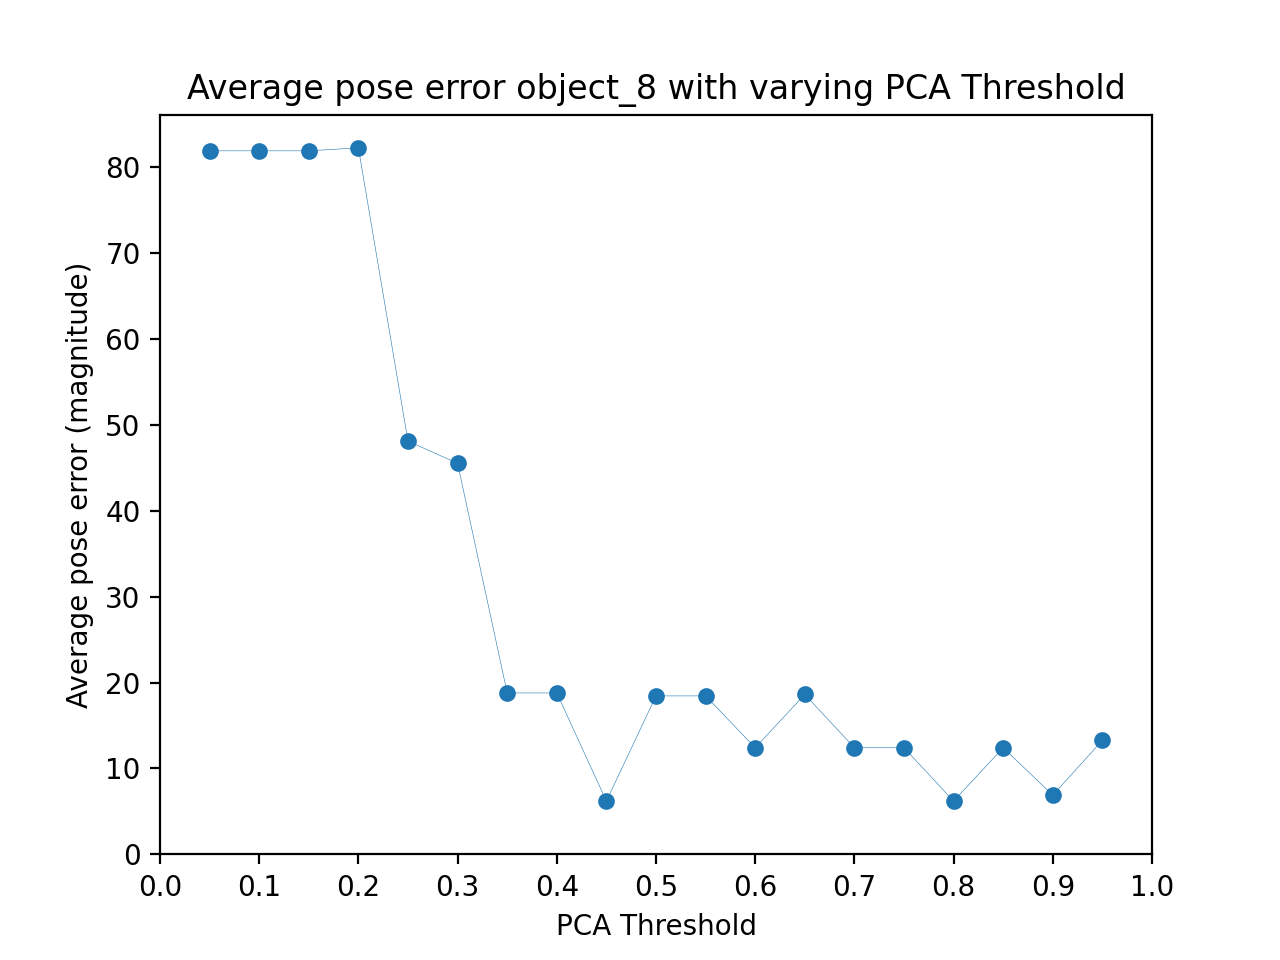 Average pose error object_8 with varying PCA Threshold
Average pose error (magnitude)
80
70
60
50
40
30
20
10
0
0.0 0.1 0.2 0.3 0.4 0.5 0.6 0.7 0.8 0.9 1.0
PCA Threshold